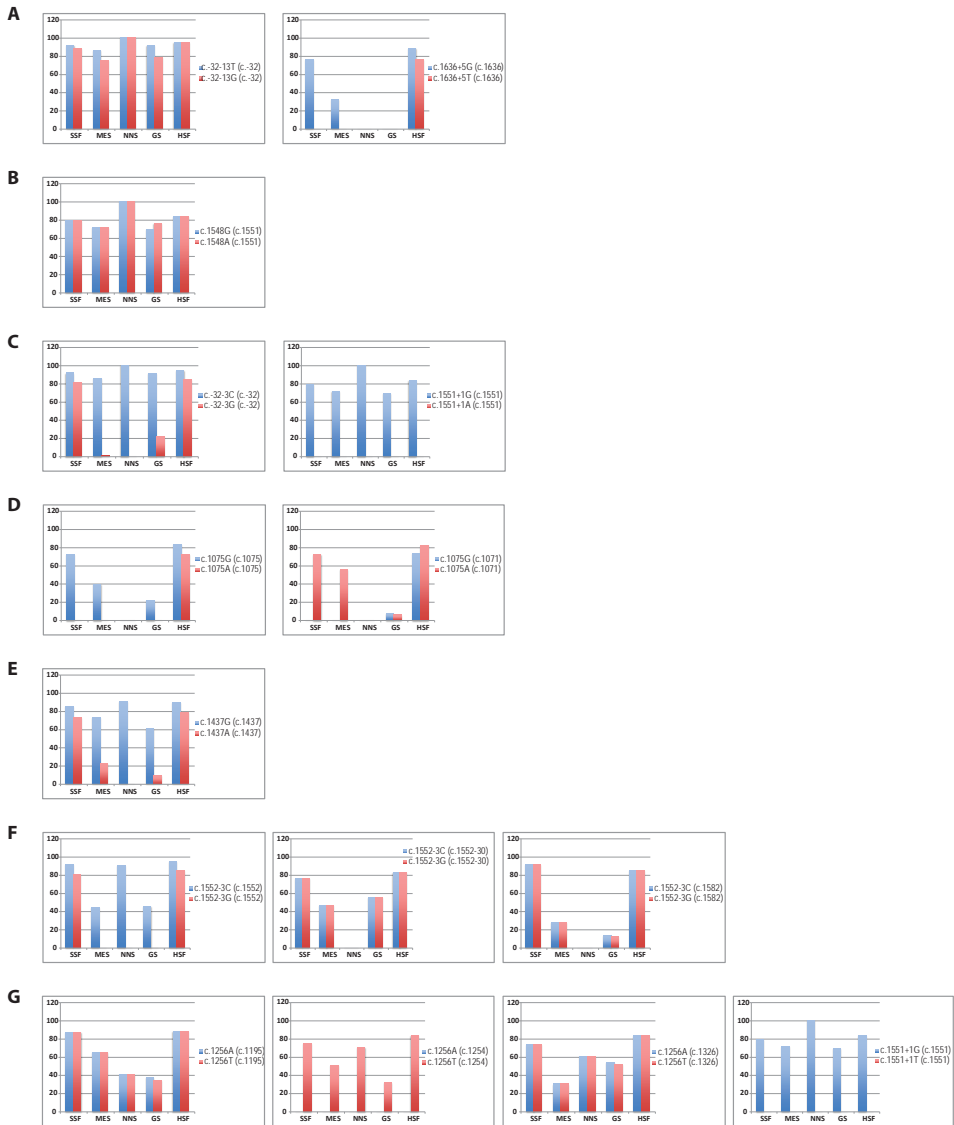 A
120
100
80
60
40
20
0
SSF MES NNS GS HSF
c.-32-13T (c.-32)
c.-32-13G (c.-32)
120
100
80
60
40
20
0
SSF MES NNS GS HSF
c.1636+5G (c.1636)
c.1636+5T (c.1636)
B
120
100
80
60
40
20
0
SSF MES NNS GS HSF
c.1548G (c.1551)
c.1548A (c.1551)
C
120
100
80
60
40
20
0
SSF MES NNS GS HSF
c.-32-3C (c.-32)
c.-32-3G (c.-32)
120
100
80
60
40
20
0
SSF MES NNS GS HSF
c.1551+1G (c.1551)
c.1551+1A (c.1551)
D
120
100
80
60
40
20
0
SSF MES NNS GS HSF
c.1075G (c.1075)
c.1075A (c.1075)
120
100
80
60
40
20
0
SSF MES NNS GS HSF
c.1075G (c.1071)
c.1075A (c.1071)
E
120
100
80
60
40
20
0
SSF MES NNS GS HSF
c.1437G (c.1437)
c.1437A (c.1437)
F
120
100
80
60
40
20
0
SSF MES NNS GS HSF
c.1552-3C (c.1552)
c.1552-3G (c.1552)
120
100
80
60
40
20
0
SSF MES NNS GS HSF
c.1552-3C (c.1552-30)
c.1552-3G (c.1552-30)
120
100
80
60
40
20
0
SSF MES NNS GS HSF
c.1552-3C (c.1582)
c.1552-3G (c.1582)
G
120
100
80
60
40
20
0
SSF MES NNS GS HSF
c.1256A (c.1195)
c.1256T (c.1195)
120
100
80
60
40
20
0
SSF MES NNS GS HSF
c.1256A (c.1254)
c.1256T (c.1254)
120
100
80
60
40
20
0
SSF MES NNS GS HSF
c.1256A (c.1326)
c.1256T (c.1326)
120
100
80
60
40
20
0
SSF MES NNS GS HSF
c.1551+1G (c.1551)
c.1551+1T (c.1551)